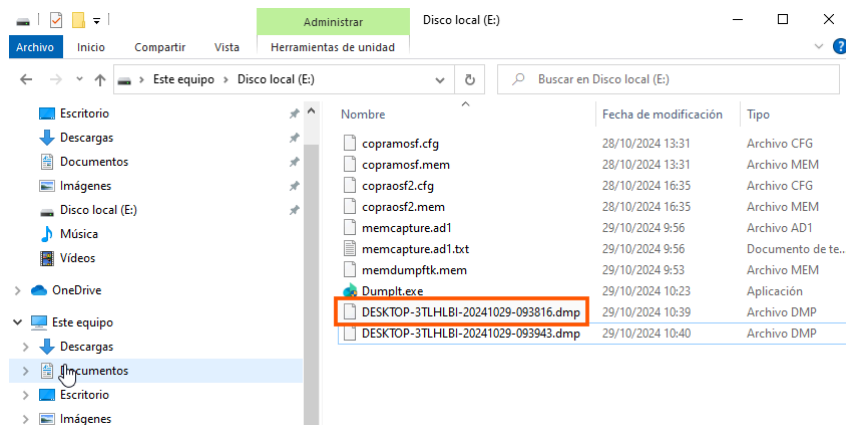 Administrar
Disco local (E:)
Archivo
Inicio
Compartir
Vista
Herramientas de unidad
?
Este equipo > Disco local (E:)
Buscar en Disco local (E:)
Escritorio
Descargas
Documentos
Imágenes
Disco local (E:)
Música
Vídeos
OneDrive
Este equipo
Descargas
Documentos
Escritorio
Imágenes
Nombre Fecha de modificación Tipo
copramosf.cfg 28/10/2024 13:31 Archivo CFG
copramosf.mem 28/10/2024 13:31 Archivo MEM
copraosf2.cfg 28/10/2024 16:35 Archivo CFG
copraosf2.mem 28/10/2024 16:35 Archivo MEM
memcapture.ad1 29/10/2024 9:56 Archivo AD1
memcapture.ad1.txt 29/10/2024 9:56 Documento de te...
memdumpftk.mem 29/10/2024 9:53 Archivo MEM
DumpIt.exe 29/10/2024 10:23 Aplicación
DESKTOP-3TLHLBI-20241029-093816.dmp 29/10/2024 10:39 Archivo DMP
DESKTOP-3TLHLBI-20241029-093943.dmp 29/10/2024 10:40 Archivo DMP